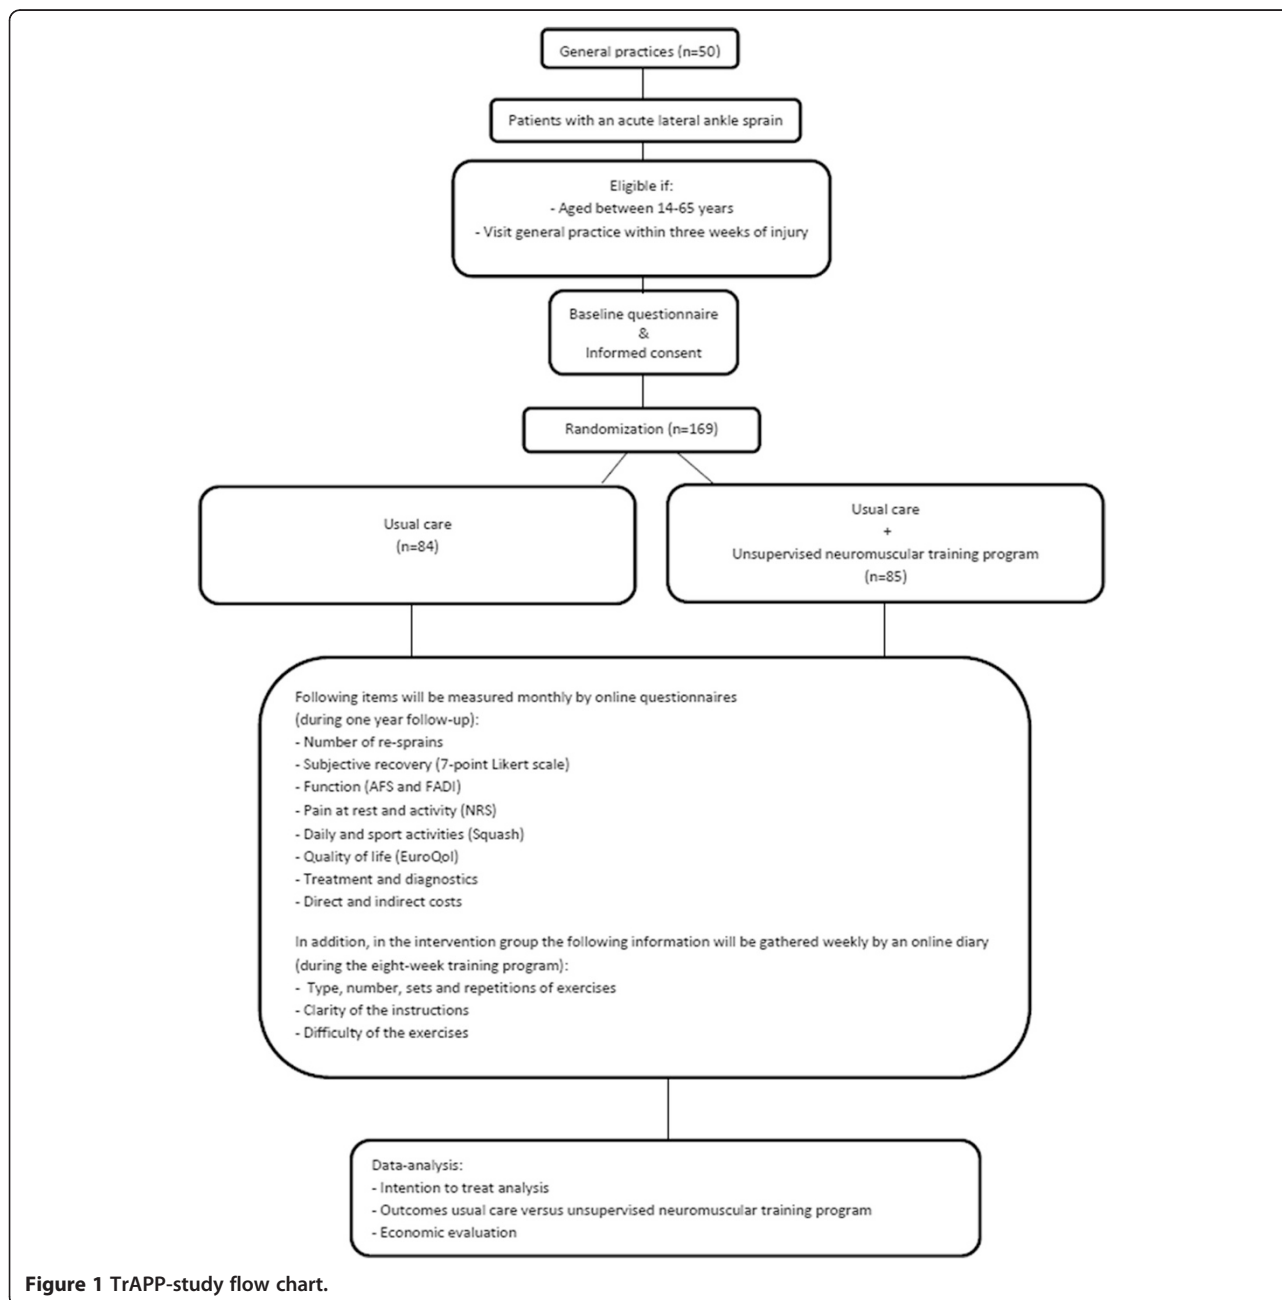 General practices (n=50)
Patients with an acute lateral ankle sprain
Eligible if:
- Aged between 14-65 years
- Visit general practice within three weeks of injury
Baseline questionnaire
&
Informed consent
Randomization (n=169)
Usual care
(n=84)
Usual care
+
Unsupervised neuromuscular training program
(n=85)
Following items will be measured monthly by online questionnaires
(during one year follow-up):
- Number of re-sprains
- Subjective recovery (7-point Likert scale)
- Function (AFS and FADI)
- Pain at rest and activity (NRS)
- Daily and sport activities (Squash)
- Quality of life (EuroQol)
- Treatment and diagnostics
- Direct and indirect costs
In addition, in the intervention group the following information will be gathered weekly by an online diary
(during the eight-week training program):
- Type, number, sets and repetitions of exercises
- Clarity of the instructions
- Difficulty of the exercises
Data-analysis:
- Intention to treat analysis
- Outcomes usual care versus unsupervised neuromuscular training program
- Economic evaluation
Figure 1 TrAPP-study flow chart.